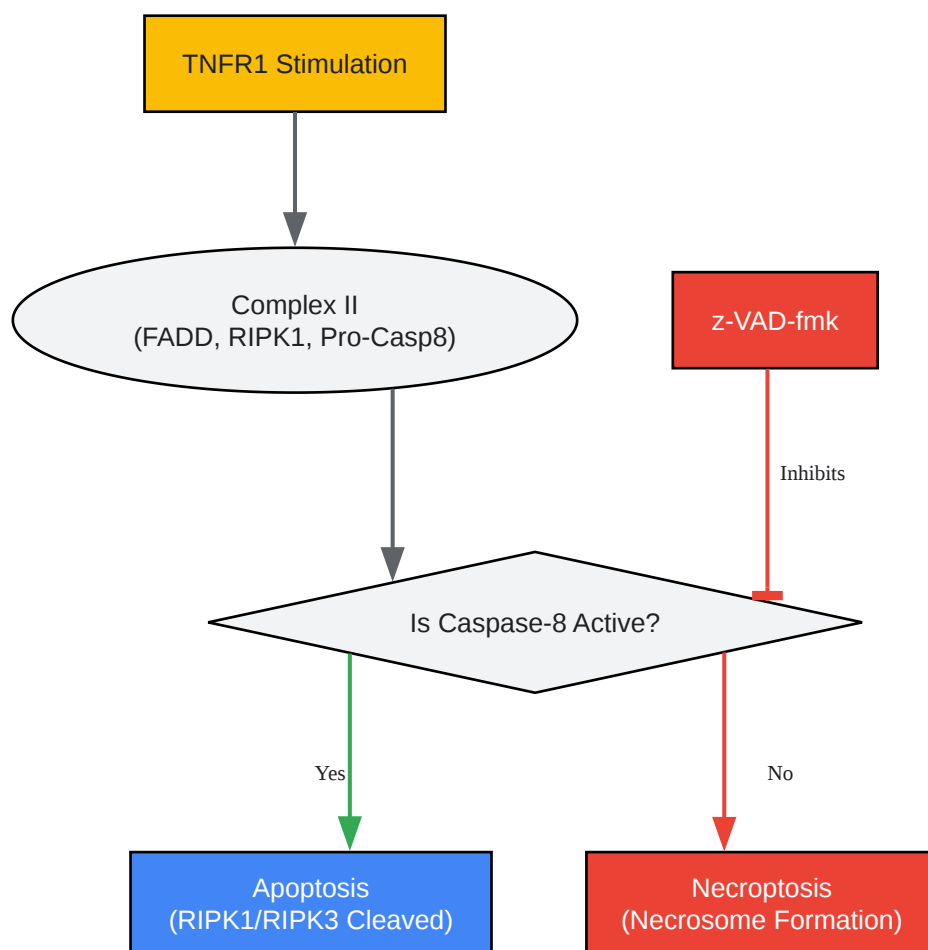 TNFR1 Stimulation
Complex II
(FADD, RIPK1, Pro-Casp8)
z-VAD-fmk
Inhibits
Is Caspase-8 Active?
Yes
No
Apoptosis
(RIPK1/RIPK3 Cleaved)
Necroptosis
(Necrosome Formation)